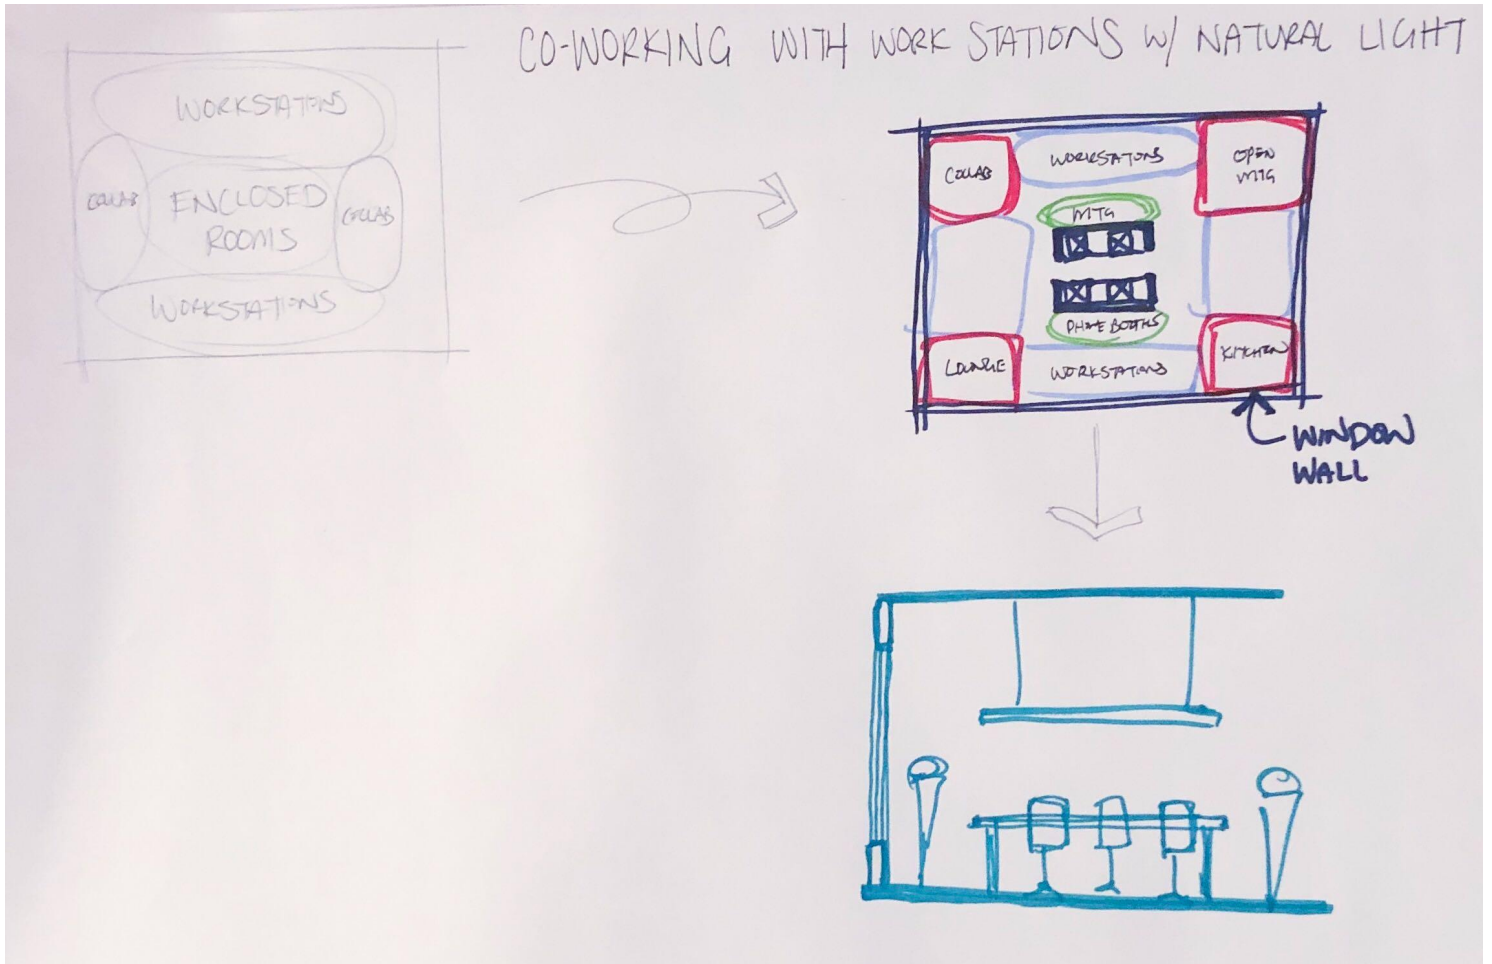 CO-WORKING WITH WORK STATIONS W/ NATURAL LIGHT
WORKSTATIONS
COLLAB
ENCLOSED
ROOMS
COLLAB
WORKSTATIONS
COLLAB
WORKSTATIONS
OPEN
MTG
MTG
PHONE BOOTHS
LOUNGE
WORKSTATIONS
KITCHEN
WINDOW
WALL